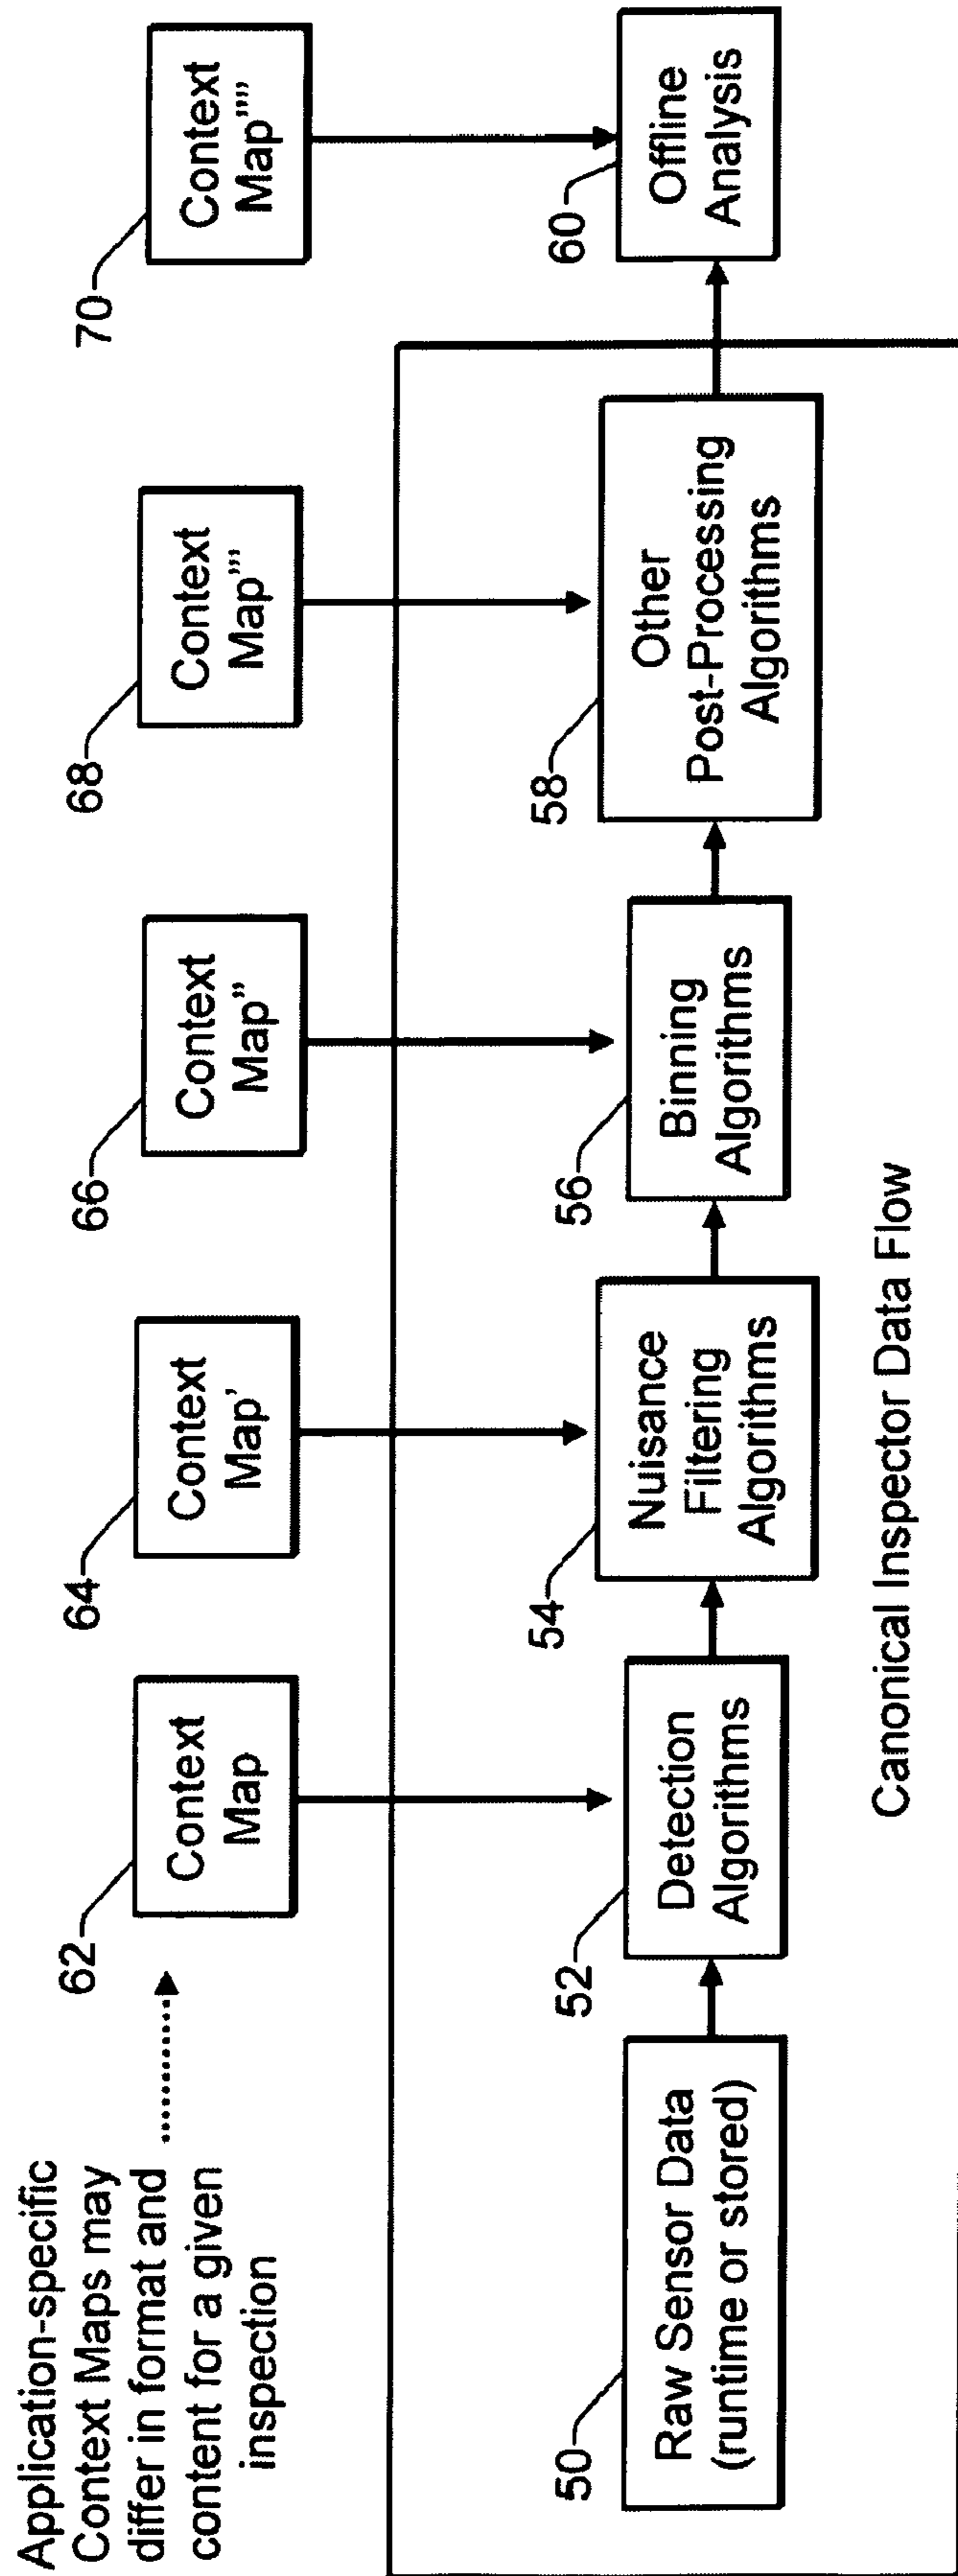 Application-specific
Context Maps may
differ in format and
content for a given
inspection
62
Context
Map
64
Context
Map'
66
Context
Map"
68
Context
Map"'
70
Context
Map""
50
Raw Sensor Data
(runtime or stored)
52
Detection
Algorithms
54
Nuisance
Filtering
Algorithms
56
Binning
Algorithms
58
Other
Post-Processing
Algorithms
60
Offline
Analysis
Canonical Inspector Data Flow